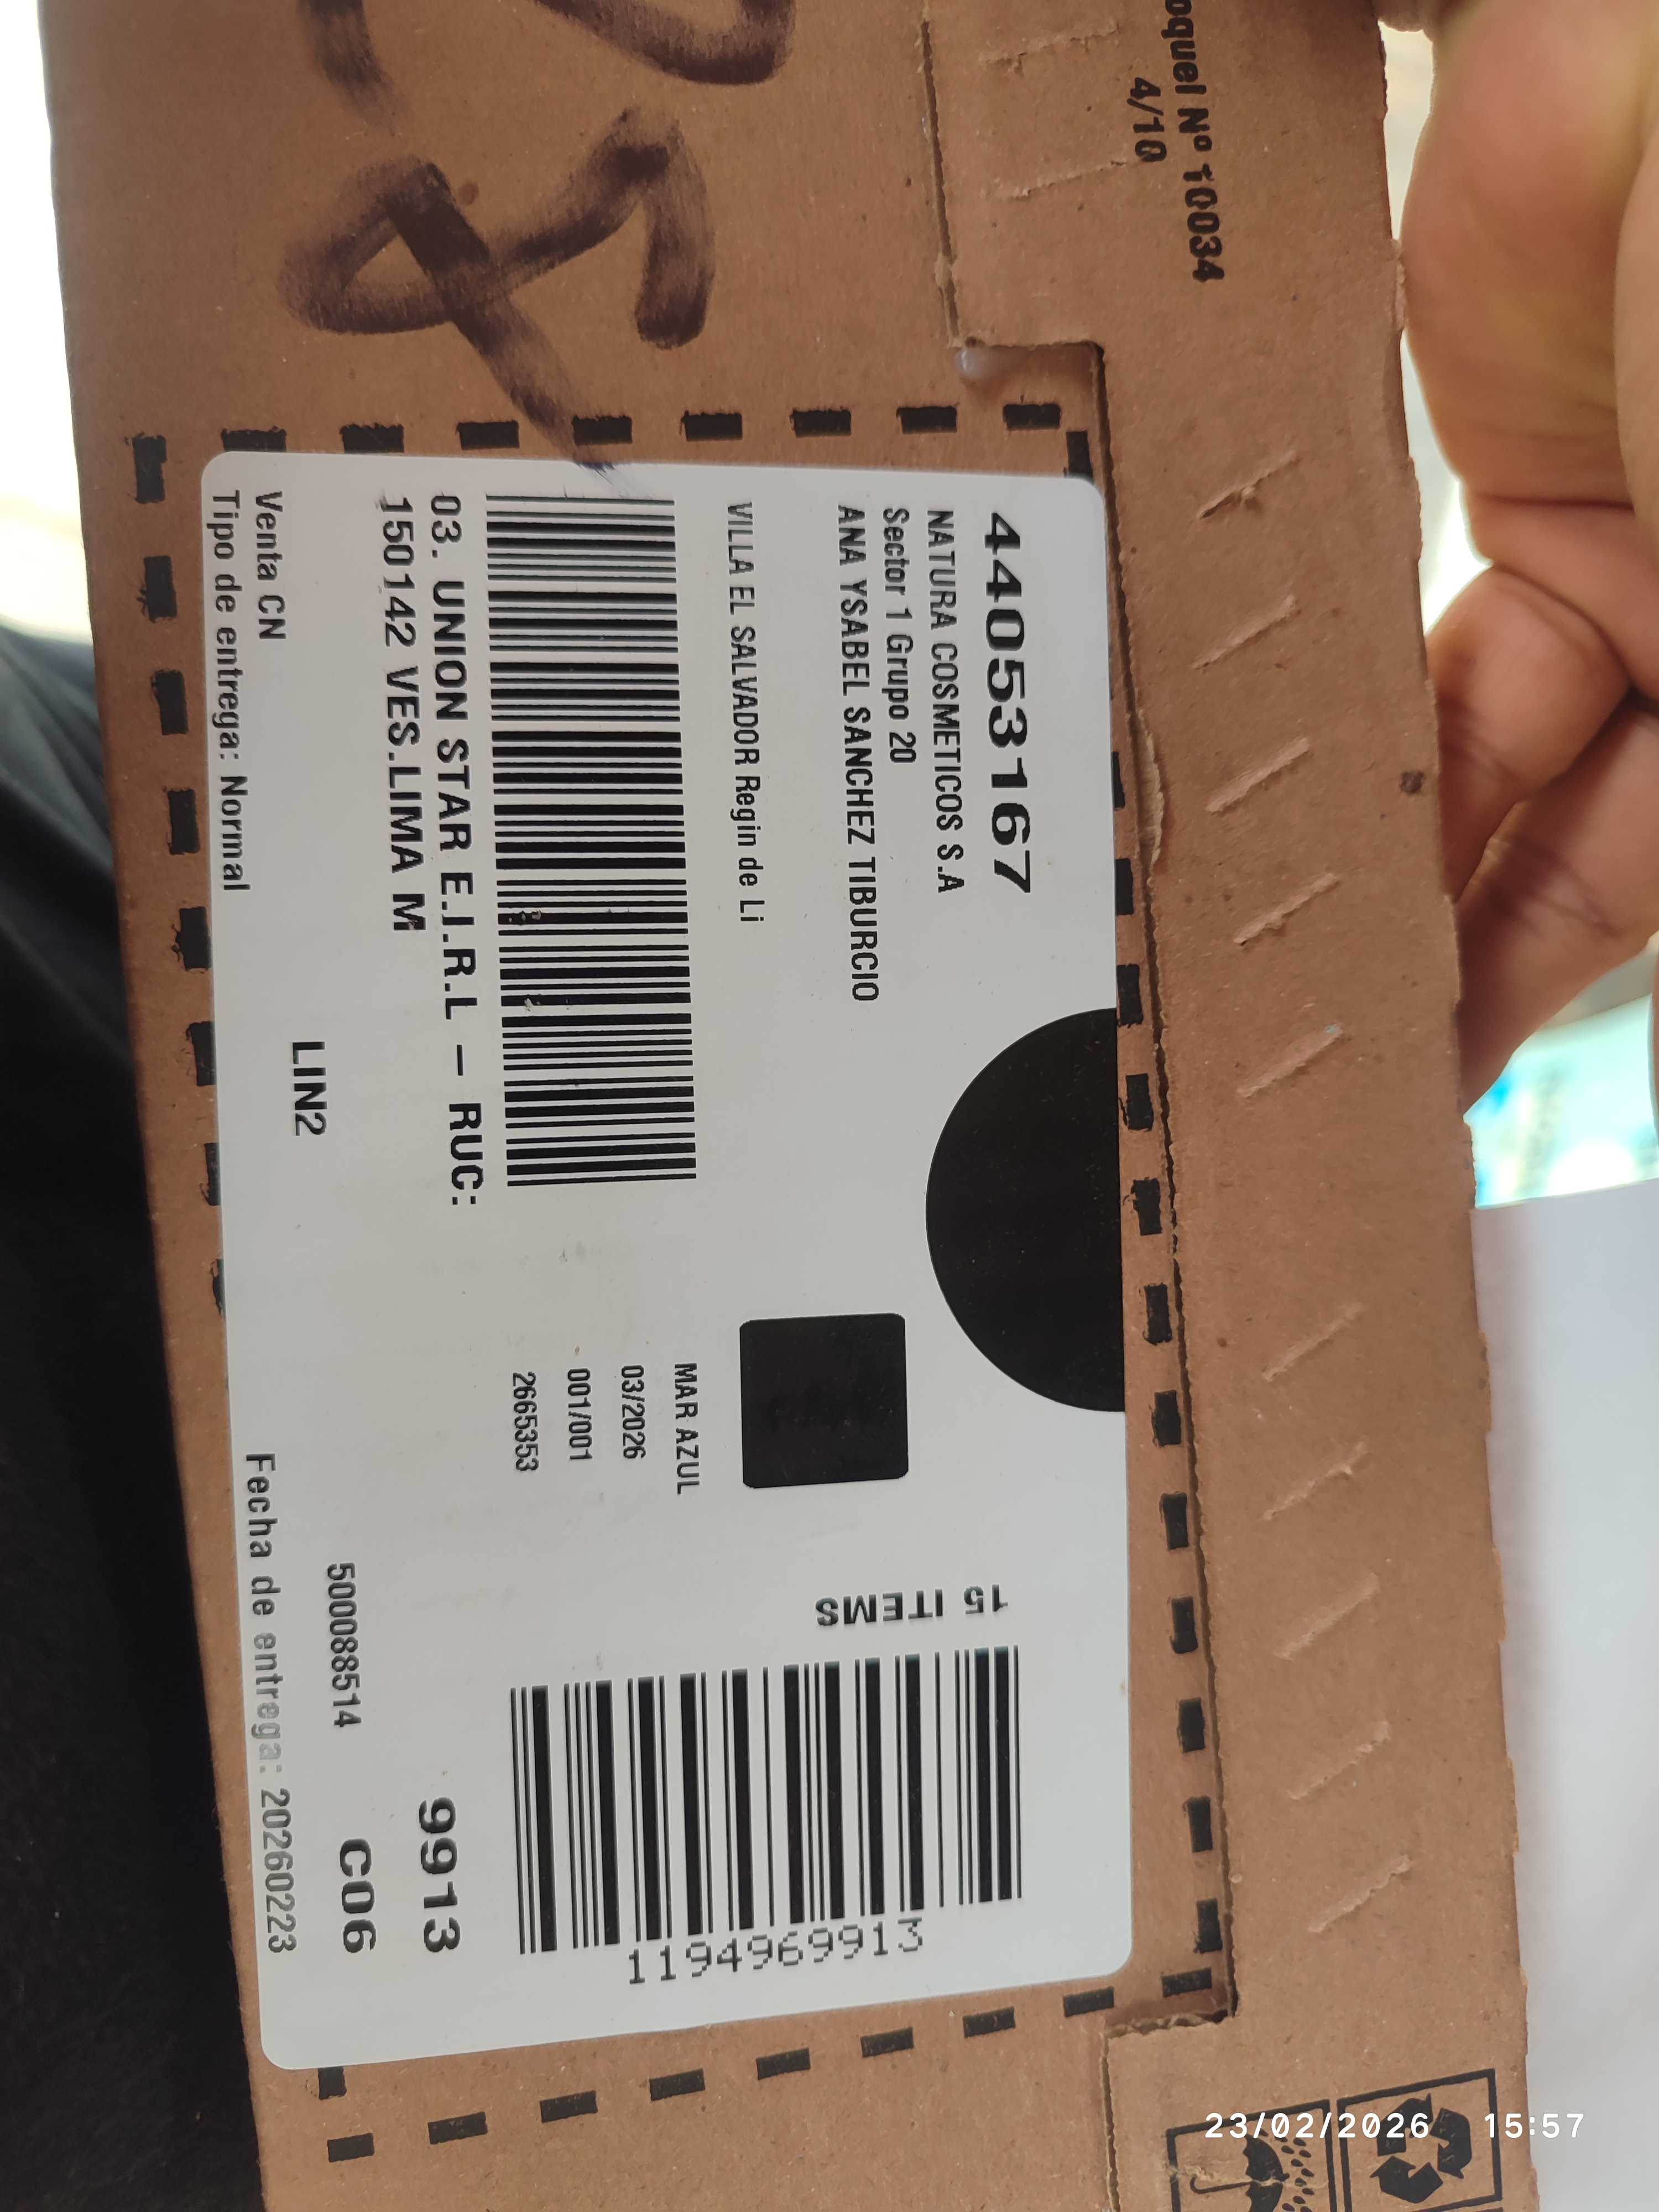 oquel Nº 10034
4/10
44053167
NATURA COSMETICOS S.A
Sector 1 Grupo 20
ANA YSABEL SANCHEZ TIBURCIO
VILLA EL SALVADOR Regin de Li
03. UNION STAR E.I.R.L - RUC:
150142 VES.LIMA M
LIN2
Venta CN
Tipo de entrega: Normal
MAR AZUL
03/2026
001/001
2665353
15 ITEMS
1194969913
9913
500088514 C06
Fecha de entrega: 20260223
23/02/2026 15:57